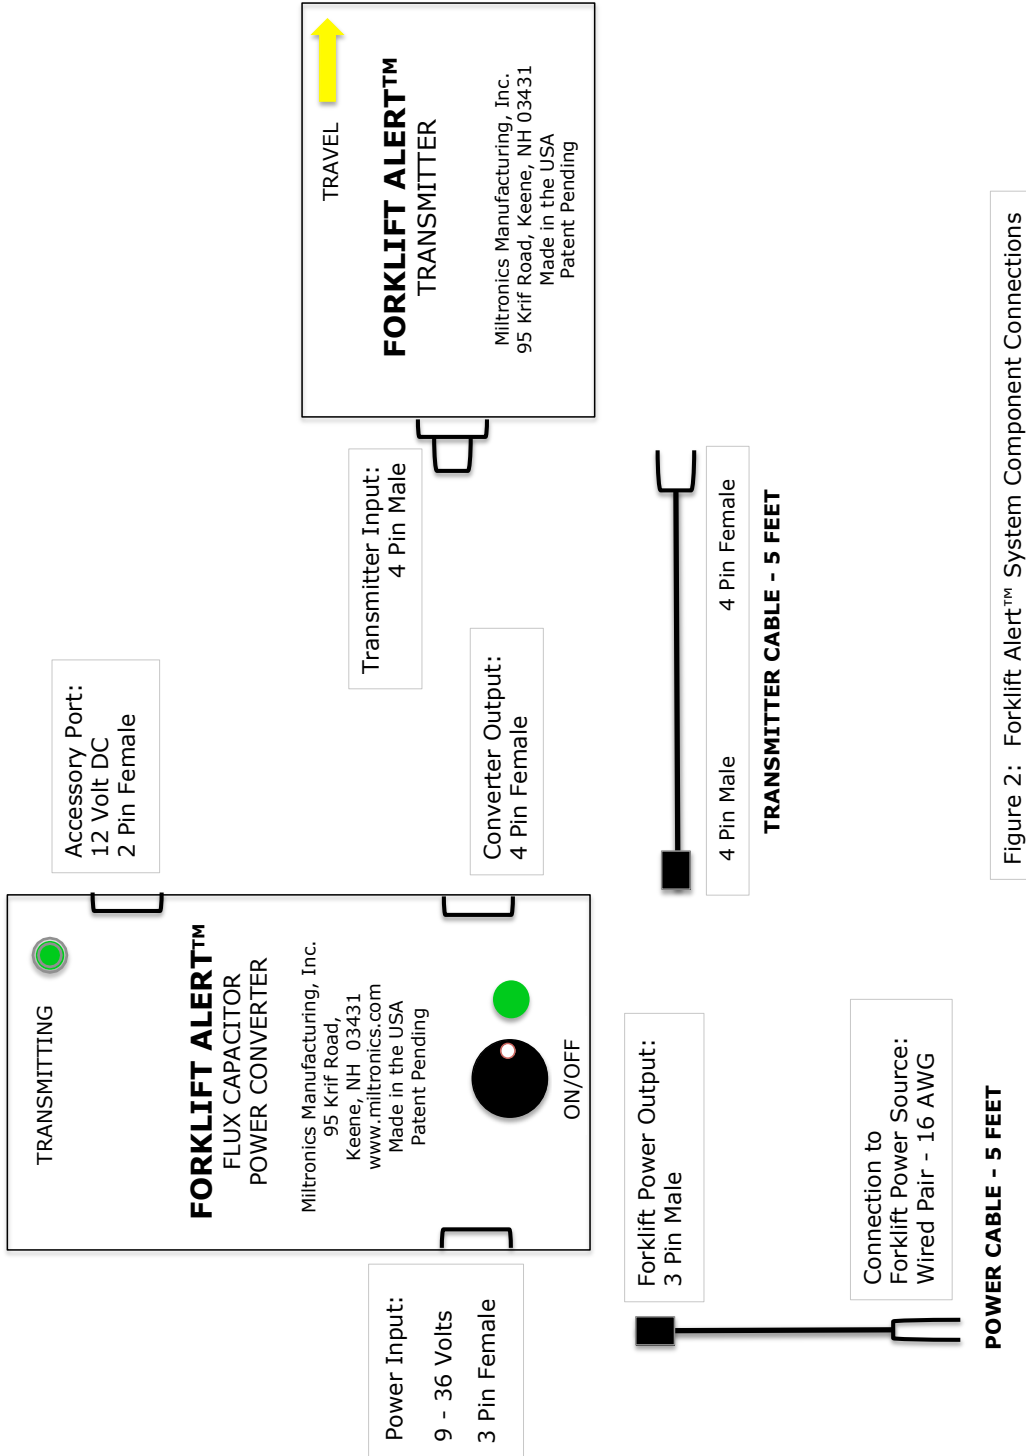 TRANSMITTING
FORKLIFT ALERT™
FLUX CAPACITOR
POWER CONVERTER
Miltronics Manufacturing, Inc.
95 Krif Road,
Keene, NH  03431
www.miltronics.com
Made in the USA
Patent Pending
ON/OFF
Accessory Port:
12 Volt DC
2 Pin Female
Power Input:
9 - 36 Volts
3 Pin Female
Converter Output:
4 Pin Female
Transmitter Input:
4 Pin Male
TRAVEL
FORKLIFT ALERT™
TRANSMITTER
Miltronics Manufacturing, Inc.
95 Krif Road, Keene, NH 03431
Made in the USA
Patent Pending
Forklift Power Output:
3 Pin Male
Connection to
Forklift Power Source:
Wired Pair - 16 AWG
POWER CABLE - 5 FEET
4 Pin Male 4 Pin Female
TRANSMITTER CABLE - 5 FEET
Figure 2:  Forklift Alert™ System Component Connections